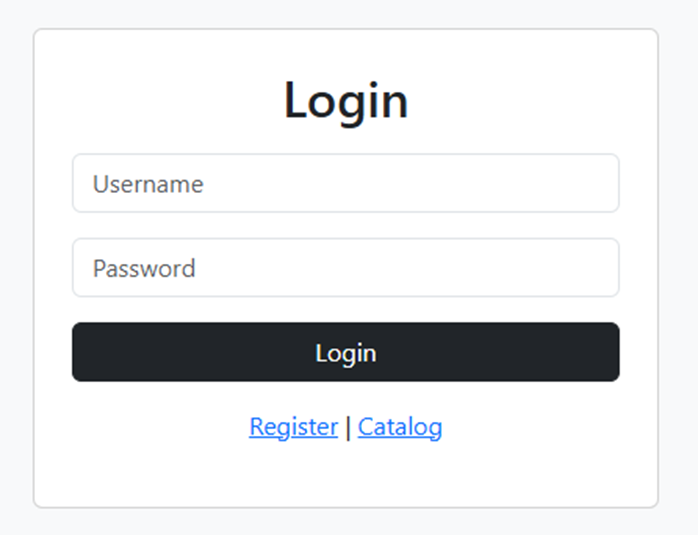 Login
Username
Password
Login
Register | Catalog